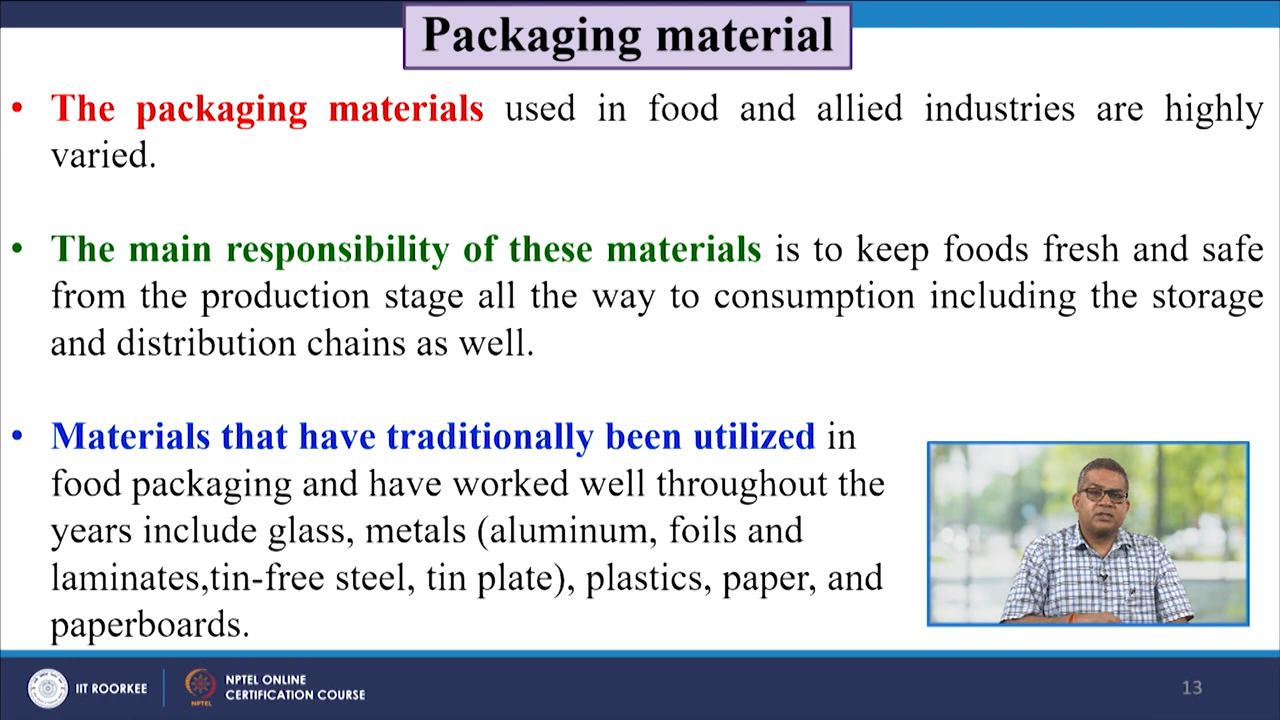 Packaging material
• The packaging materials used in food and allied industries are highly
varied.
• The main responsibility of these materials is to keep foods fresh and safe
from the production stage all the way to consumption including the storage
and distribution chains as well.
• Materials that have traditionally been utilized in
food packaging and have worked well throughout the
years include glass, metals (aluminum, foils and
laminates,tin-free steel, tin plate), plastics, paper, and
paperboards.
IIT ROORKEE
NPTEL
NPTEL ONLINE
CERTIFICATION COURSE
13